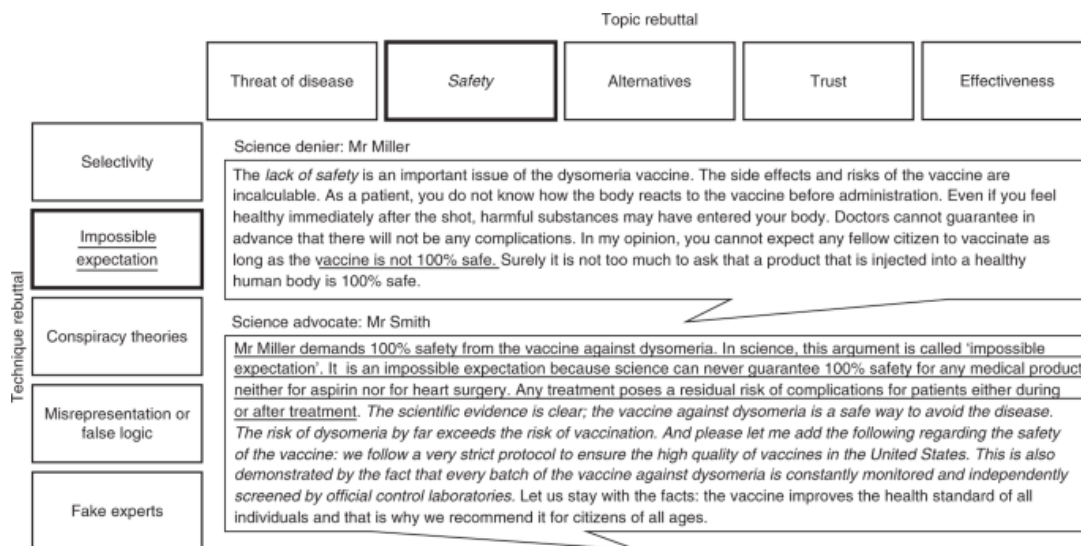 Topic rebuttal
Threat of disease
Safety
Alternatives
Trust
Effectiveness
Technique rebuttal
Selectivity
Impossible
expectation
Conspiracy theories
Misrepresentation or
false logic
Fake experts
Science denier: Mr Miller
The lack of safety is an important issue of the dysomeria vaccine. The side effects and risks of the vaccine are
incalculable. As a patient, you do not know how the body reacts to the vaccine before administration. Even if you feel
healthy immediately after the shot, harmful substances may have entered your body. Doctors cannot guarantee in
advance that there will not be any complications. In my opinion, you cannot expect any fellow citizen to vaccinate as
long as the vaccine is not 100% safe. Surely it is not too much to ask that a product that is injected into a healthy
human body is 100% safe.
Science advocate: Mr Smith
Mr Miller demands 100% safety from the vaccine against dysomeria. In science, this argument is called ‘impossible
expectation’. It is an impossible expectation because science can never guarantee 100% safety for any medical product
neither for aspirin nor for heart surgery. Any treatment poses a residual risk of complications for patients either during
or after treatment. The scientific evidence is clear; the vaccine against dysomeria is a safe way to avoid the disease.
The risk of dysomeria by far exceeds the risk of vaccination. And please let me add the following regarding the safety
of the vaccine: we follow a very strict protocol to ensure the high quality of vaccines in the United States. This is also
demonstrated by the fact that every batch of the vaccine against dysomeria is constantly monitored and independently
screened by official control laboratories. Let us stay with the facts: the vaccine improves the health standard of all
individuals and that is why we recommend it for citizens of all ages.